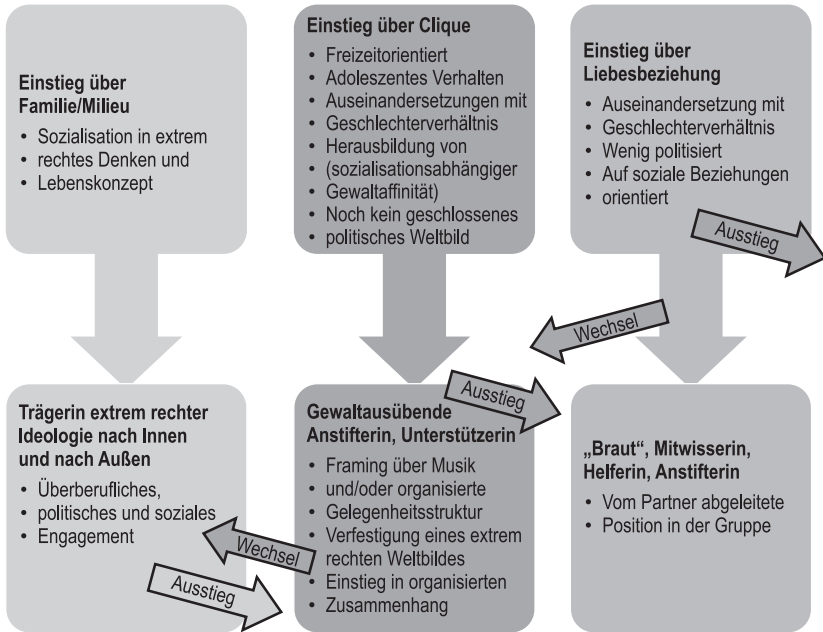 Einstieg über
Familie/Milieu
• Sozialisation in extrem
• rechtes Denken und
• Lebenskonzept
Einstieg über Clique
• Freizeitorientiert
• Adoleszentes Verhalten
• Auseinandersetzungen mit
• Geschlechterverhältnis
• Herausbildung von
• (sozialisationsabhängiger
• Gewaltaffinität)
• Noch kein geschlossenes
• politisches Weltbild
Einstieg über
Liebesbeziehung
• Auseinandersetzung mit
• Geschlechterverhältnis
• Wenig politisiert
• Auf soziale Beziehungen
• orientiert
Ausstieg
Wechsel
Ausstieg
Trägerin extrem rechter
Ideologie nach Innen
und nach Außen
• Überberufliches,
• politisches und soziales
• Engagement
Wechsel
Ausstieg
Gewaltausübende
Anstifterin, Unterstützerin
• Framing über Musik
• und/oder organisierte
• Gelegenheitsstruktur
• Verfestigung eines extrem
rechten Weltbildes
• Einstieg in organisierten
• Zusammenhang
„Braut“, Mitwisserin,
Helferin, Anstifterin
• Vom Partner abgeleitete
• Position in der Gruppe